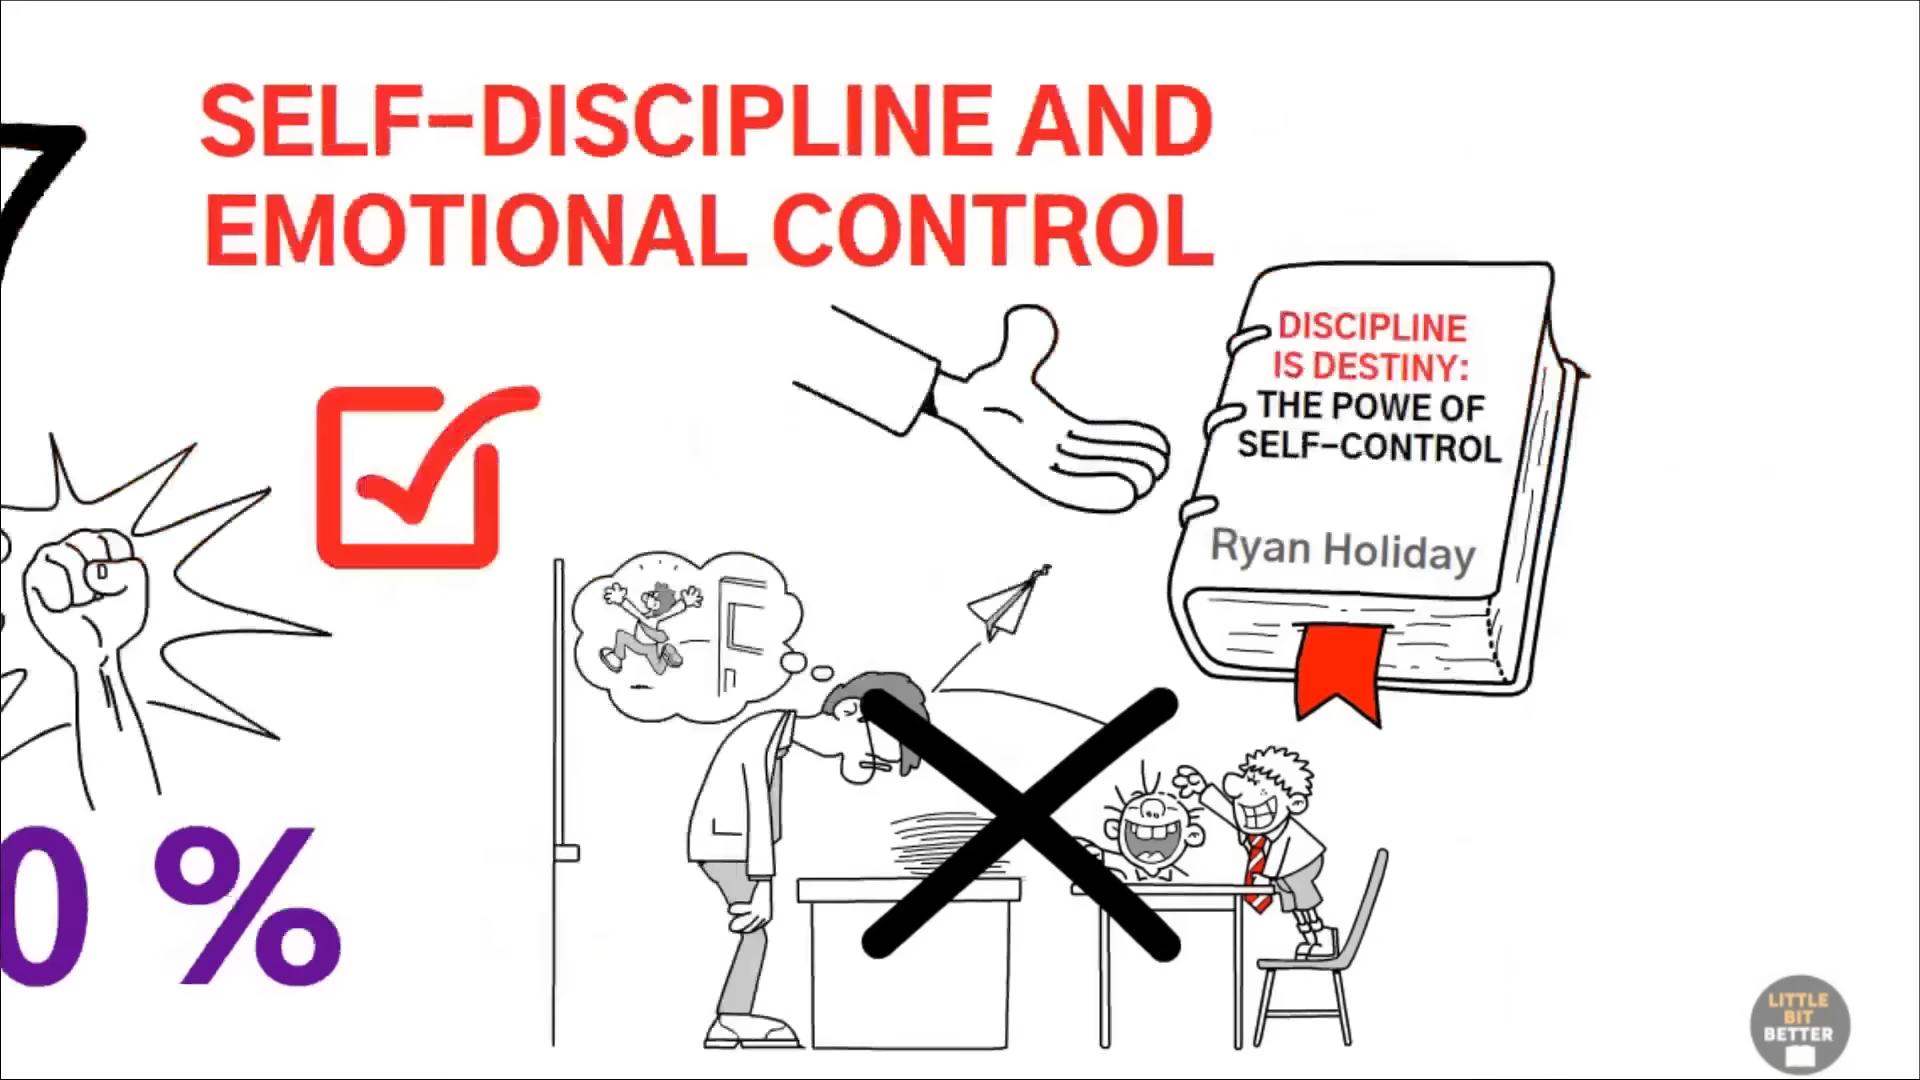 7
SELF-DISCIPLINE AND
EMOTIONAL CONTROL
DISCIPLINE
IS DESTINY:
THE POWE OF
SELF-CONTROL
Ryan Holiday
0 %
LITTLE
BIT
BETTER